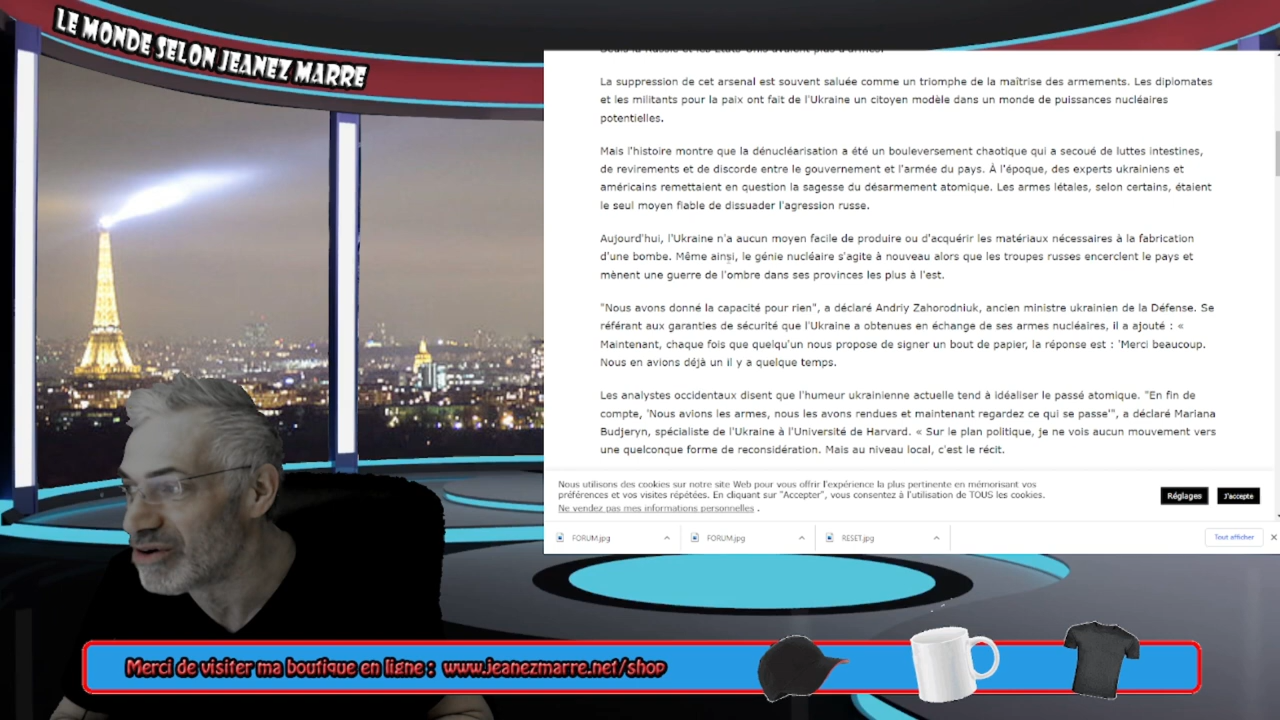 LE MONDE SELON JEANEZ MARRE
La suppression de cet arsenal est souvent saluée comme un triomphe de la maîtrise des armements. Les diplomates
et les militants pour la paix ont fait de l'Ukraine un citoyen modèle dans un monde de puissances nucléaires
potentielles.
Mais l'histoire montre que la dénucléarisation a été un bouleversement chaotique qui a secoué de luttes intestines,
de revirements et de discorde entre le gouvernement et l'armée du pays. À l'époque, des experts ukrainiens et
américains remettaient en question la sagesse du désarmement atomique. Les armes létales, selon certains, étaient
le seul moyen fiable de dissuader l'agression russe.
Aujourd'hui, l'Ukraine n'a aucun moyen facile de produire ou d'acquérir les matériaux nécessaires à la fabrication
d'une bombe. Même ainsi, le génie nucléaire s'agite à nouveau alors que les troupes russes encerclent le pays et
mènent une guerre de l'ombre dans ses provinces les plus à l'est.
"Nous avons donné la capacité pour rien", a déclaré Andriy Zahorodniuk, ancien ministre ukrainien de la Défense. Se
référant aux garanties de sécurité que l'Ukraine a obtenues en échange de ses armes nucléaires, il a ajouté : «
Maintenant, chaque fois que quelqu'un nous propose de signer un bout de papier, la réponse est : 'Merci beaucoup.
Nous en avions déjà un il y a quelque temps.
Les analystes occidentaux disent que l'humeur ukrainienne actuelle tend à idéaliser le passé atomique. "En fin de
compte, 'Nous avions les armes, nous les avons rendues et maintenant regardez ce qui se passe'", a déclaré Mariana
Budjeryn, spécialiste de l'Ukraine à l'Université de Harvard. « Sur le plan politique, je ne vois aucun mouvement vers
une quelconque forme de reconsidération. Mais au niveau local, c'est le récit.
Nous utilisons des cookies sur notre site Web pour vous offrir l'expérience la plus pertinente en mémorisant vos
préférences et vos visites répétées. En cliquant sur "Accepter", vous consentez à l'utilisation de TOUS les cookies.
Ne vendez pas mes informations personnelles .
Réglages
J'accepte
FORUM.jpg
FORUM.jpg
RESET.jpg
Tout afficher
Merci de visiter ma boutique en ligne : www.jeanezmarre.net/shop